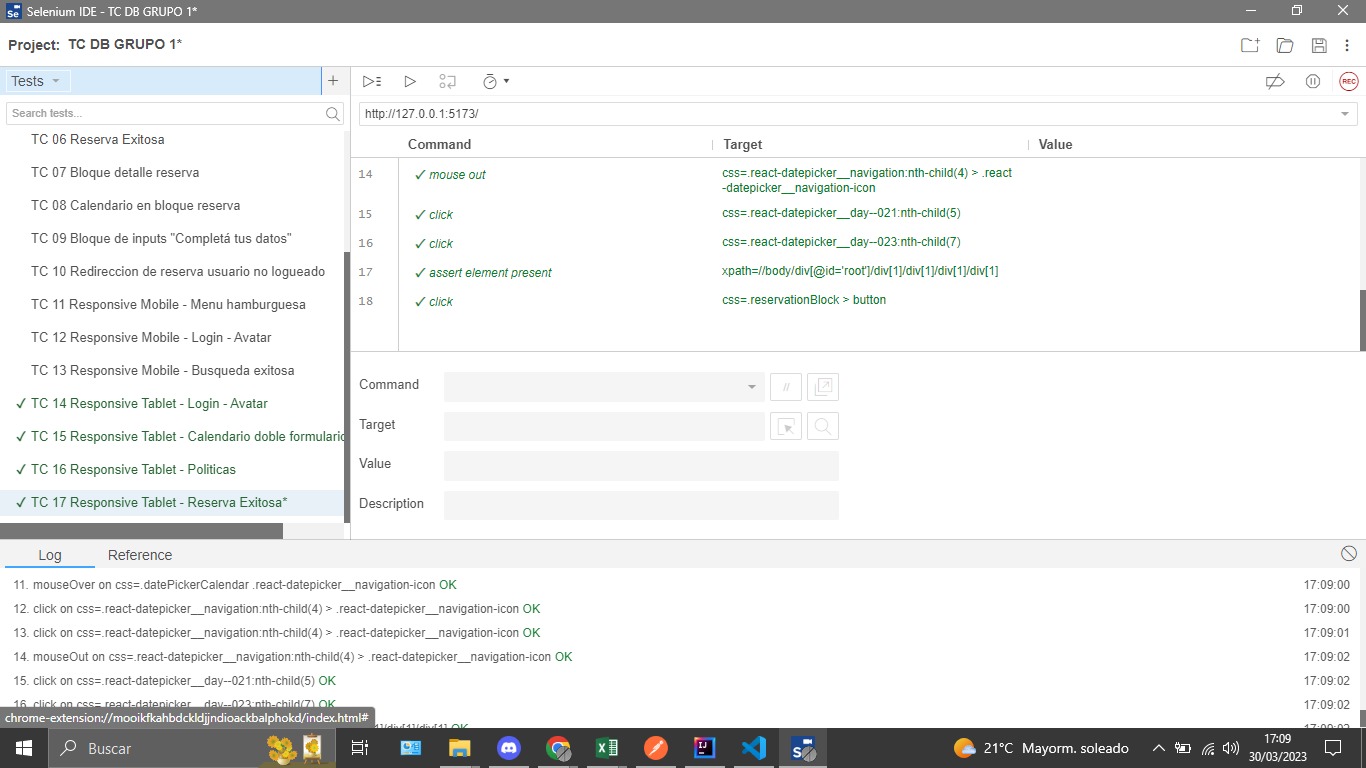 Selenium IDE - TC DB GRUPO 1*
Project: TC DB GRUPO 1*
Tests
+
Search tests...
TC 06 Reserva Exitosa
TC 07 Bloque detalle reserva
TC 08 Calendario en bloque reserva
TC 09 Bloque de inputs "Completá tus datos"
TC 10 Redireccion de reserva usuario no logueado
TC 11 Responsive Mobile - Menu hamburguesa
TC 12 Responsive Mobile - Login - Avatar
TC 13 Responsive Mobile - Busqueda exitosa
✓ TC 14 Responsive Tablet - Login - Avatar
✓ TC 15 Responsive Tablet - Calendario doble formulario
✓ TC 16 Responsive Tablet - Politicas
✓ TC 17 Responsive Tablet - Reserva Exitosa*
REC
http://127.0.0.1:5173/
Command Target Value
14 ✓ mouse out css=.react-datepicker__navigation:nth-child(4) > .react
-datepicker__navigation-icon
15 ✓ click css=.react-datepicker__day--021:nth-child(5)
16 ✓ click css=.react-datepicker__day--023:nth-child(7)
17 ✓ assert element present xpath=//body/div[@id='root']/div[1]/div[1]/div[1]/div[1]
18 ✓ click css=.reservationBlock > button
Command //
Target
Value
Description
Log Reference
11. mouseOver on css=.datePickerCalendar .react-datepicker__navigation-icon OK 17:09:00
12. click on css=.react-datepicker__navigation:nth-child(4) > .react-datepicker__navigation-icon OK 17:09:00
13. click on css=.react-datepicker__navigation:nth-child(4) > .react-datepicker__navigation-icon OK 17:09:01
14. mouseOut on css=.react-datepicker__navigation:nth-child(4) > .react-datepicker__navigation-icon OK 17:09:02
15. click on css=.react-datepicker__day--021:nth-child(5) OK 17:09:02
16. click on css=.react-datepicker__day--023:nth-child(7) OK 17:09:02
chrome-extension://mooikfkahbdckldjjndioackbalphokd/index.html#
/div[1]/div[1] OK 17:09:02
Buscar
21°C Mayorm. soleado
17:09
30/03/2023